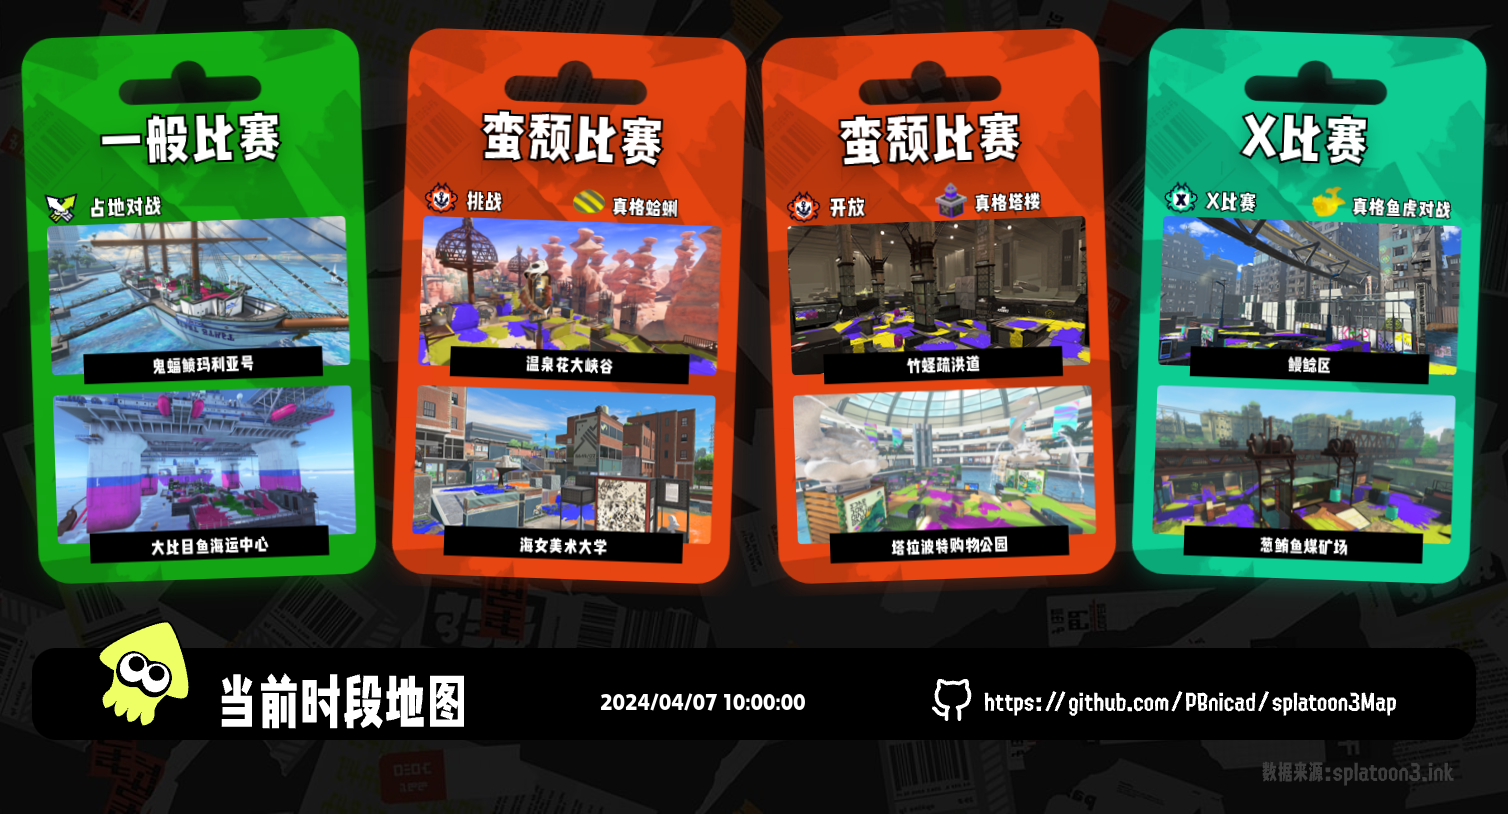 一般比赛
占地对战
鬼蝠鲼玛利亚号
大比目鱼海运中心
蛮颓比赛
挑战
真格蛤蜊
温泉花大峡谷
海女美术大学
蛮颓比赛
开放
真格塔楼
竹蛏疏洪道
塔拉波特购物公园
X比赛
X比赛
真格鱼虎对战
鳗鲶区
葱鲔鱼煤矿场
当前时段地图
2024/04/07 10:00:00
https://github.com/PBnicad/splatoon3Map
数据来源:splatoon3.ink